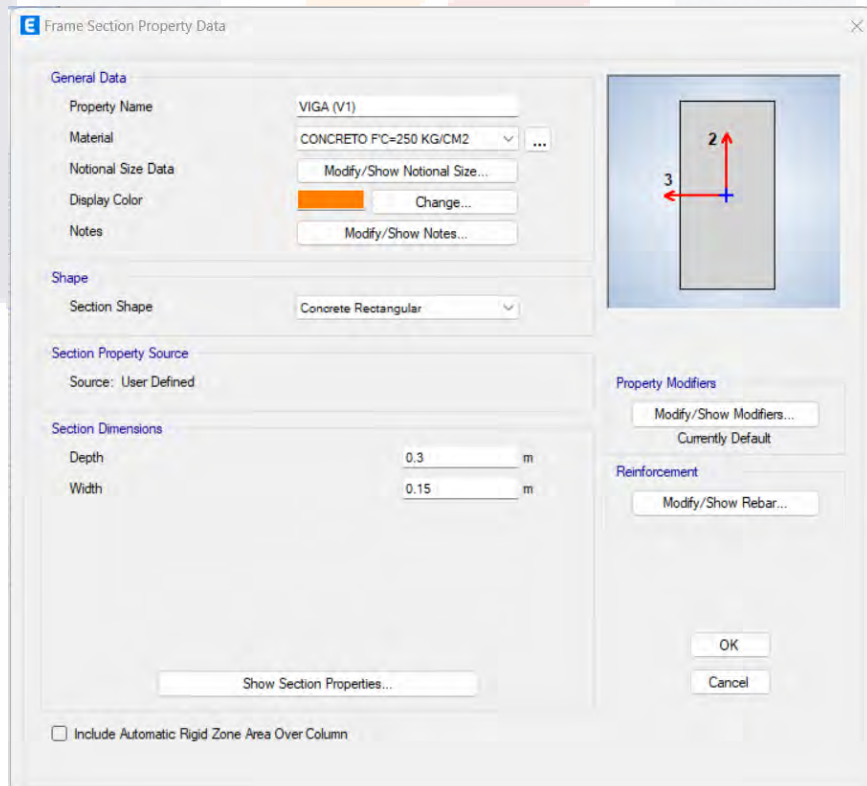 E Frame Section Property Data
General Data
Property Name VIGA (V1)
Material CONCRETO F'C=250 KG/CM2 ...
Notional Size Data Modify/Show Notional Size...
Display Color Change...
Notes Modify/Show Notes...
Shape
Section Shape Concrete Rectangular
Section Property Source
Source: User Defined
Section Dimensions
Depth 0.3 m
Width 0.15 m
Show Section Properties...
Include Automatic Rigid Zone Area Over Column
2
3
Property Modifiers
Modify/Show Modifiers...
Currently Default
Reinforcement
Modify/Show Rebar...
OK
Cancel